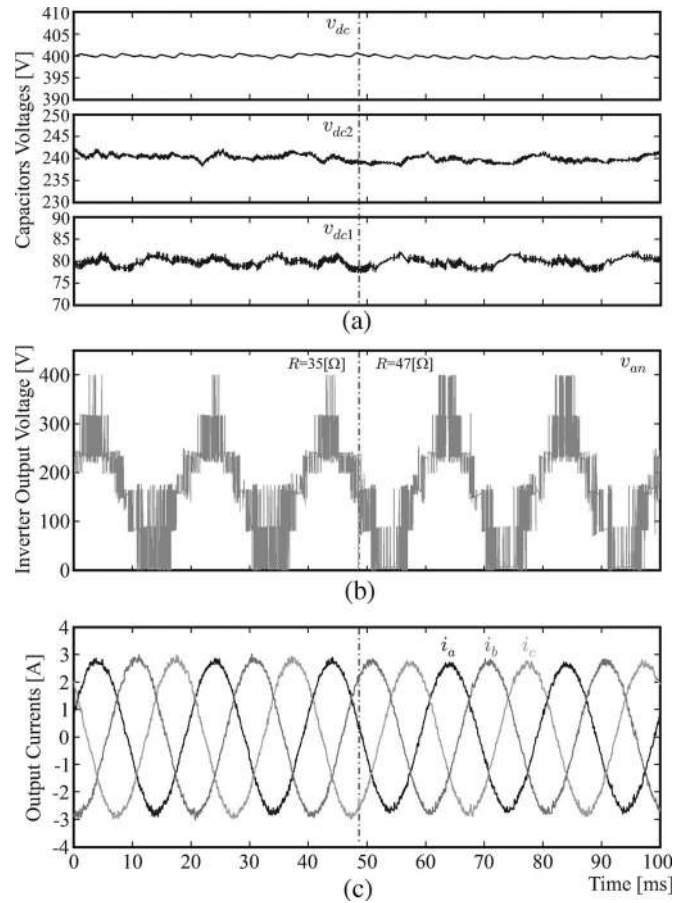 Capacitors Voltages [V]
410
405
400
395
390
v_dc
250
245
240
235
230
v_dc2
90
85
80
75
70
v_dc1
(a)
Inverter Output Voltage [V]
400
300
200
100
0
R=35[Ω]
R=47[Ω]
v_an
(b)
Output Currents [A]
4
3
2
1
0
-1
-2
-3
-4
i_a
i_b
i_c
0 10 20 30 40 50 60 70 80 90 100
Time [ms]
(c)